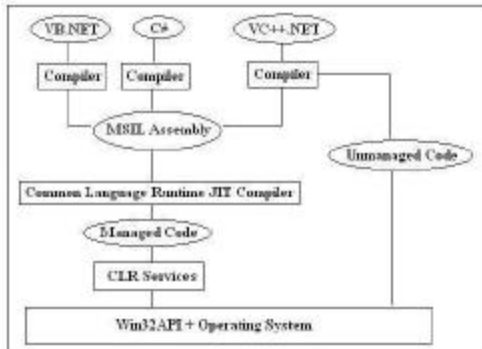 VB.NET C# VC++.NET
Compiler Compiler Compiler
MSIL Assembly
Unmanaged Code
Common Language Runtime JIT Compiler
Managed Code
CLR Services
Win32API + Operating System